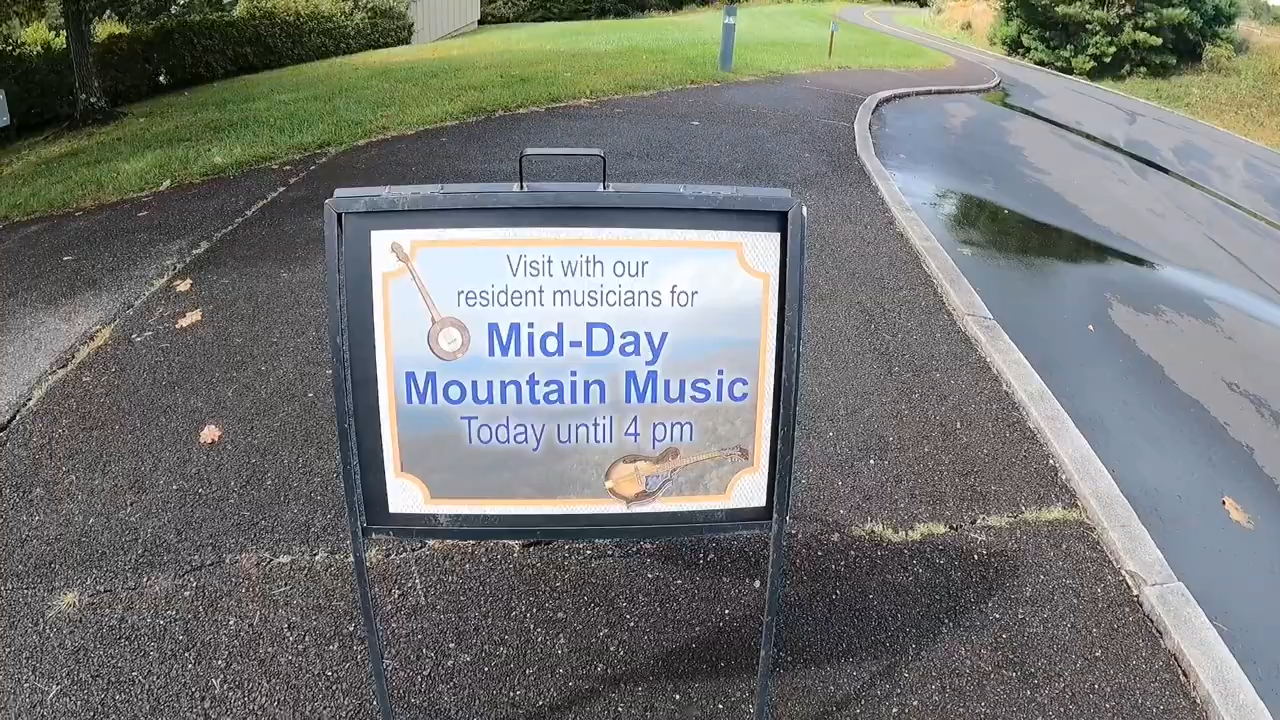 Visit with our
resident musicians for
Mid-Day
Mountain Music
Today until 4 pm